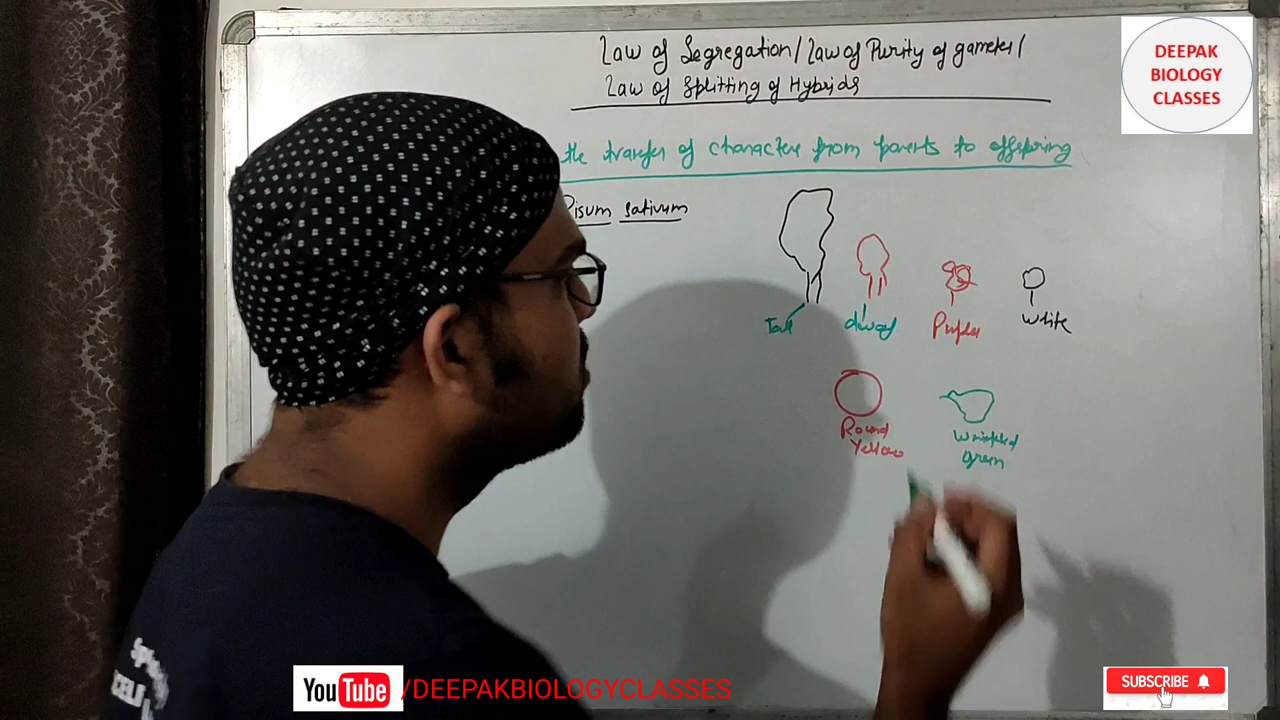 Law of Segregation / Law of Purity of gametes /
Law of Splitting of Hybrids
DEEPAK
BIOLOGY
CLASSES
the transfer of characters from parents to offspring
Pisum sativum
Tall
dwarf
Purple
White
Round
Yellow
Wrinkled
green
YouTube /DEEPAKBIOLOGYCLASSES
SUBSCRIBE